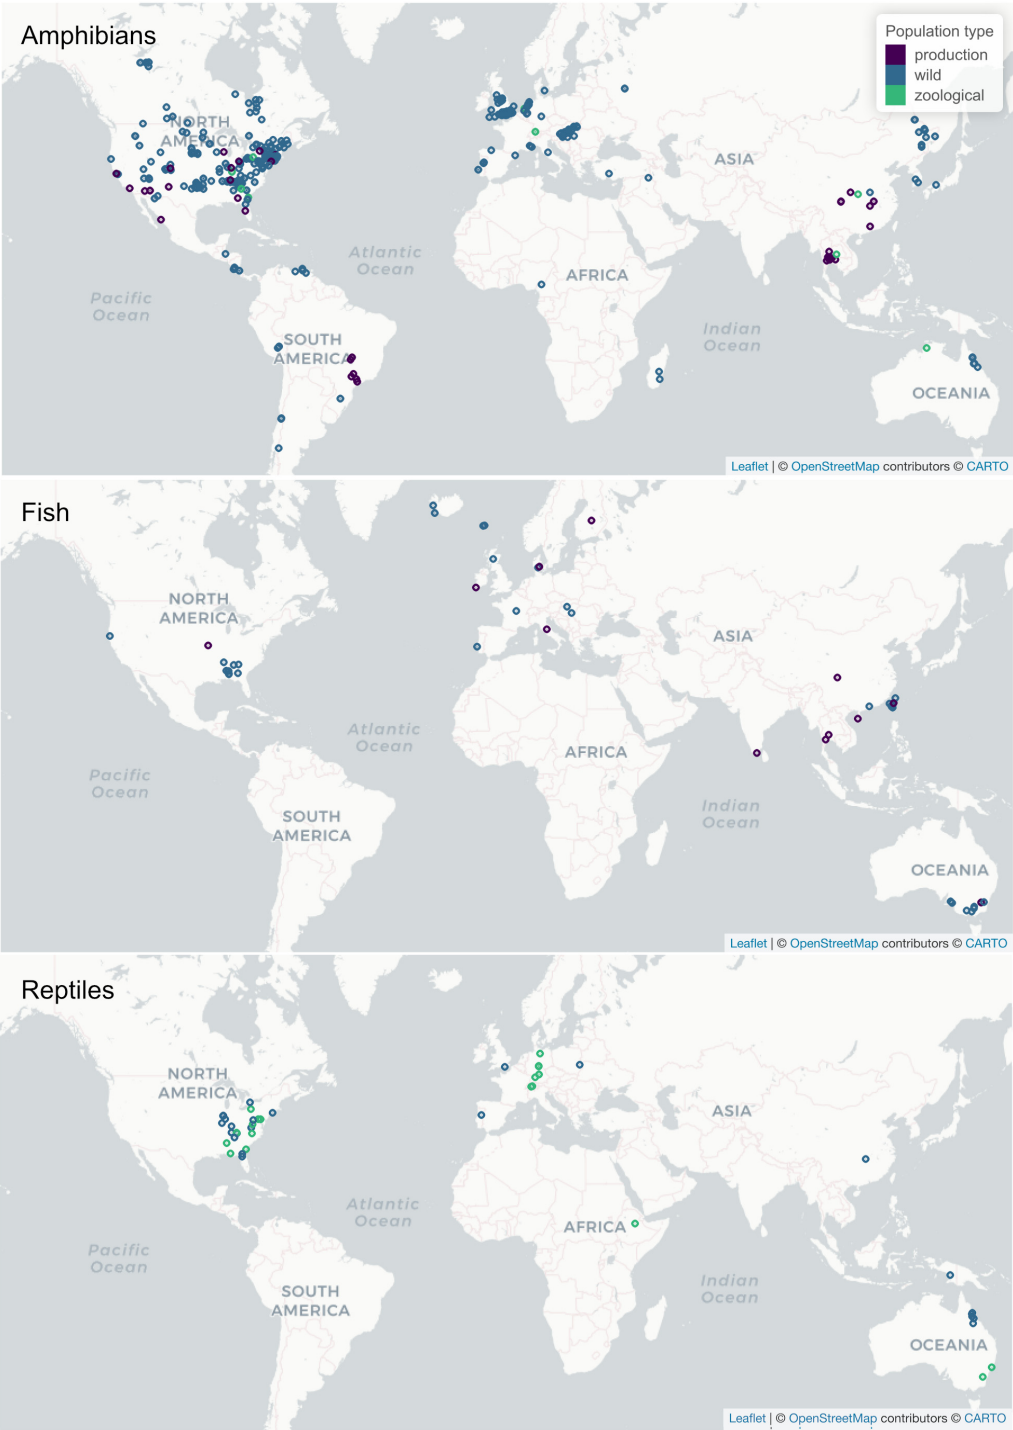 Amphibians
Population type
production
wild
zoological
NORTH
AMERICA
ASIA
Atlantic
Ocean
AFRICA
Pacific
Ocean
Indian
Ocean
SOUTH
AMERICA
OCEANIA
Leaflet | © OpenStreetMap contributors © CARTO
Fish
NORTH
AMERICA
ASIA
Atlantic
Ocean
AFRICA
Pacific
Ocean
Indian
Ocean
SOUTH
AMERICA
OCEANIA
Leaflet | © OpenStreetMap contributors © CARTO
Reptiles
NORTH
AMERICA
ASIA
Atlantic
Ocean
AFRICA
Pacific
Ocean
Indian
Ocean
SOUTH
AMERICA
OCEANIA
Leaflet | © OpenStreetMap contributors © CARTO